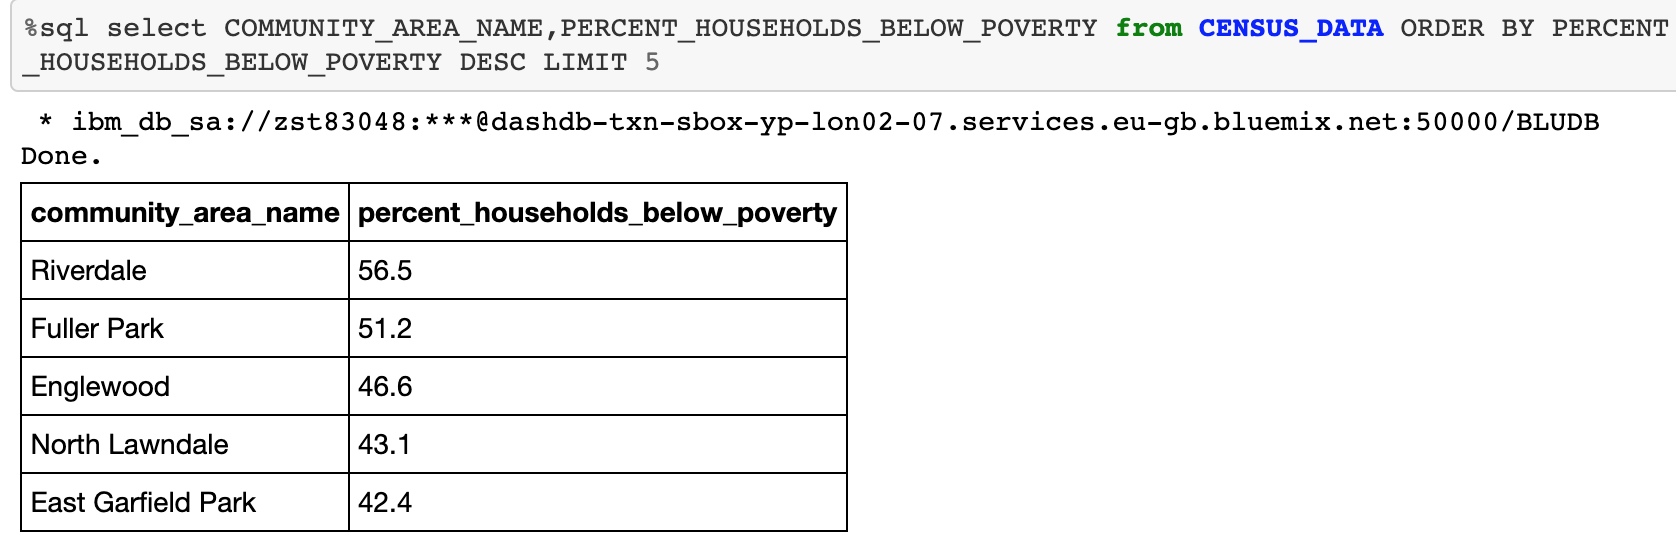 %sql select COMMUNITY_AREA_NAME,PERCENT_HOUSEHOLDS_BELOW_POVERTY from CENSUS_DATA ORDER BY PERCENT
_HOUSEHOLDS_BELOW_POVERTY DESC LIMIT 5
* ibm_db_sa://zst83048:***@dashdb-txn-sbox-yp-lon02-07.services.eu-gb.bluemix.net:50000/BLUDB
Done.
community_area_name percent_households_below_poverty
Riverdale 56.5
Fuller Park 51.2
Englewood 46.6
North Lawndale 43.1
East Garfield Park 42.4